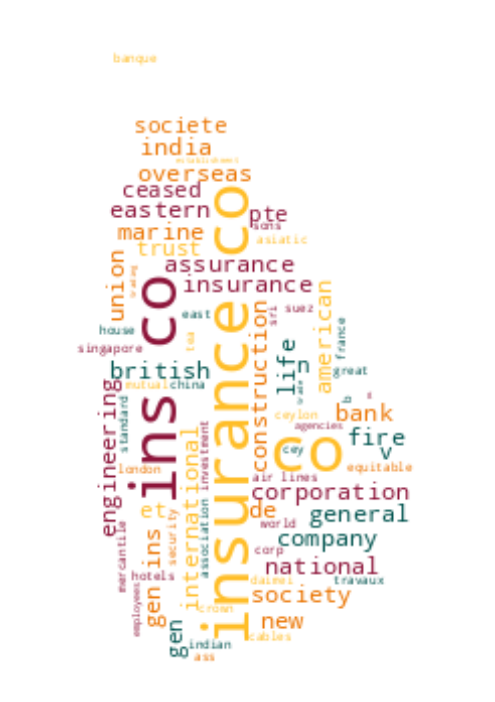 banque
societe
india
establishment
overseas
ceased
eastern
pte
sons
marine
asiatic
trust
assurance
union
trading
insurance
insurance co
ins co
american
construction
sri
suez
east
france
house
tea
singapore
life
n
british
great
mutual
china
trade
engineering
standard
b
bank
ceylon
agencies
fire
co
cey
v
london
equitable
air lines
investment
international
corporation
et
de
general
association
security
world
mercantile
gen ins
company
corp
national
hotels
daimei
travaux
employees
society
crown
new
gen
cables
indian
ass